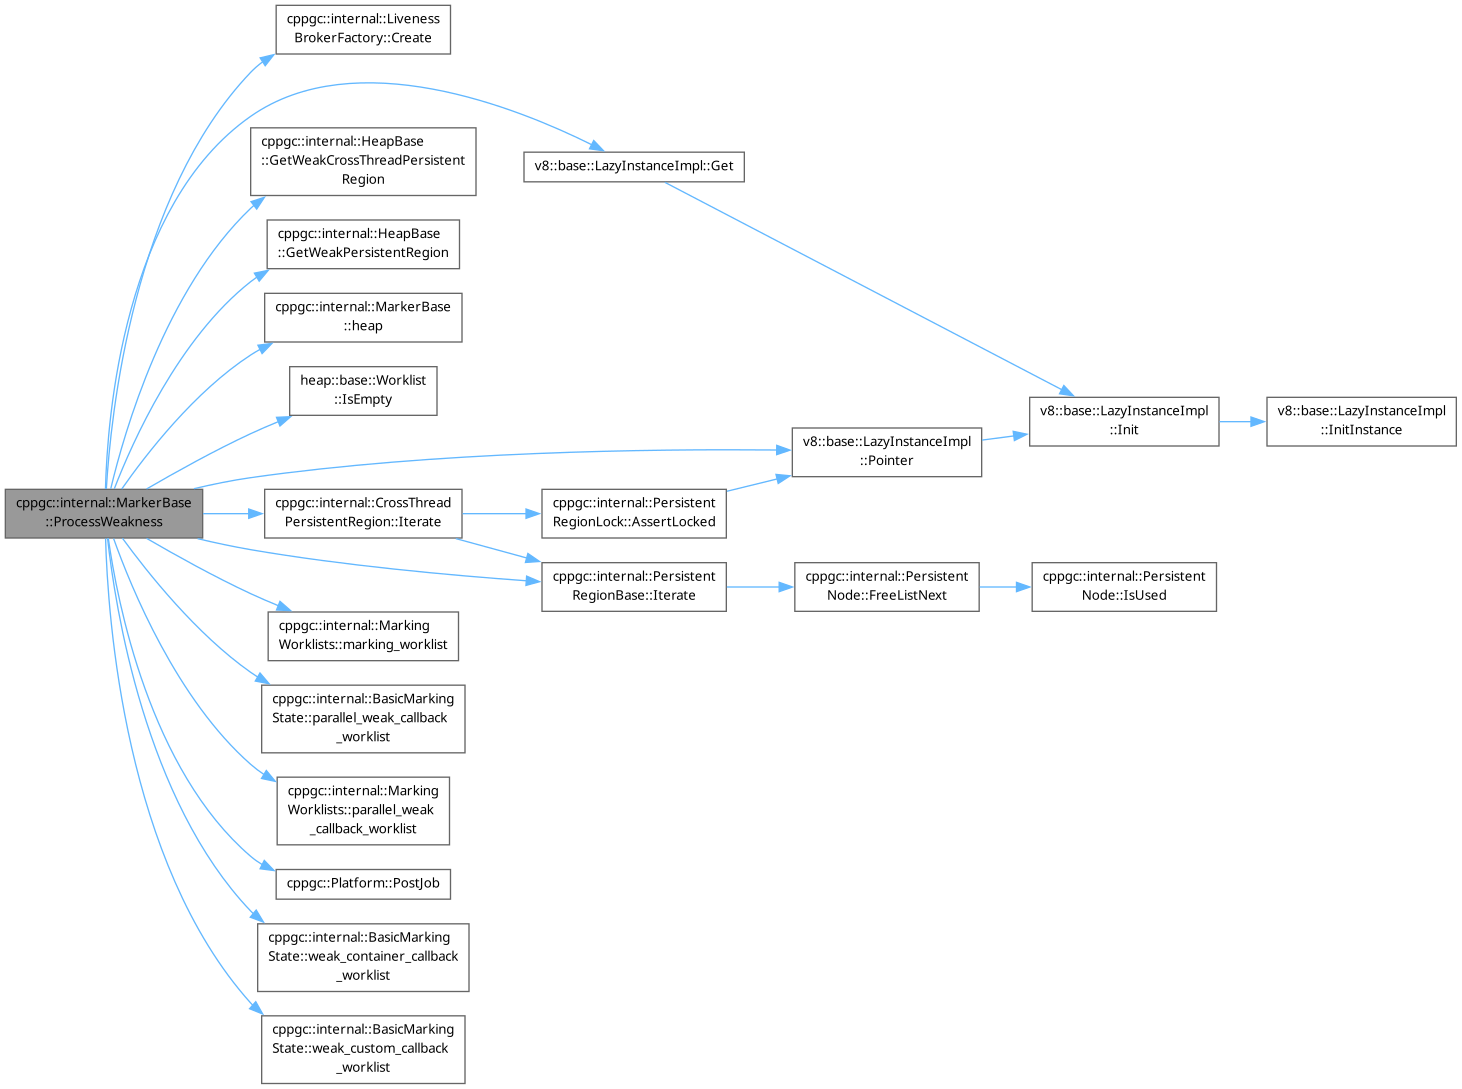 cppgc::internal::Liveness
BrokerFactory::Create
cppgc::internal::HeapBase
::GetWeakCrossThreadPersistent
Region
v8::base::LazyInstanceImpl::Get
cppgc::internal::HeapBase
::GetWeakPersistentRegion
cppgc::internal::MarkerBase
::heap
heap::base::Worklist
::IsEmpty
v8::base::LazyInstanceImpl
::Pointer
v8::base::LazyInstanceImpl
::Init
v8::base::LazyInstanceImpl
::InitInstance
cppgc::internal::MarkerBase
::ProcessWeakness
cppgc::internal::CrossThread
PersistentRegion::Iterate
cppgc::internal::Persistent
RegionLock::AssertLocked
cppgc::internal::Persistent
RegionBase::Iterate
cppgc::internal::Persistent
Node::FreeListNext
cppgc::internal::Persistent
Node::IsUsed
cppgc::internal::Marking
Worklists::marking_worklist
cppgc::internal::BasicMarking
State::parallel_weak_callback
_worklist
cppgc::internal::Marking
Worklists::parallel_weak
_callback_worklist
cppgc::Platform::PostJob
cppgc::internal::BasicMarking
State::weak_container_callback
_worklist
cppgc::internal::BasicMarking
State::weak_custom_callback
_worklist